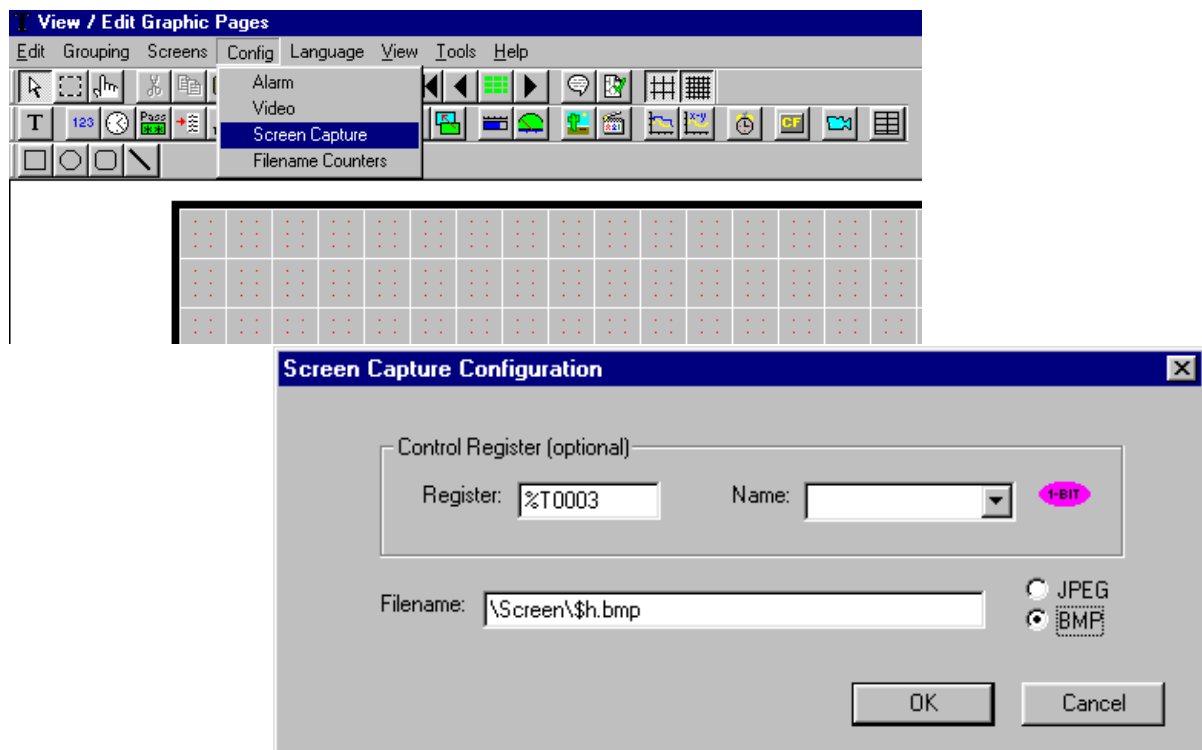 View / Edit Graphic Pages
Edit Grouping Screens Config Language View Tools Help
Alarm
Video
Screen Capture
Filename Counters
T 123 Pass ** x-y CF
Screen Capture Configuration
Control Register (optional)
Register: %T0003 Name: 1-BIT
Filename: \Screen\$h.bmp
JPEG
BMP
OK Cancel